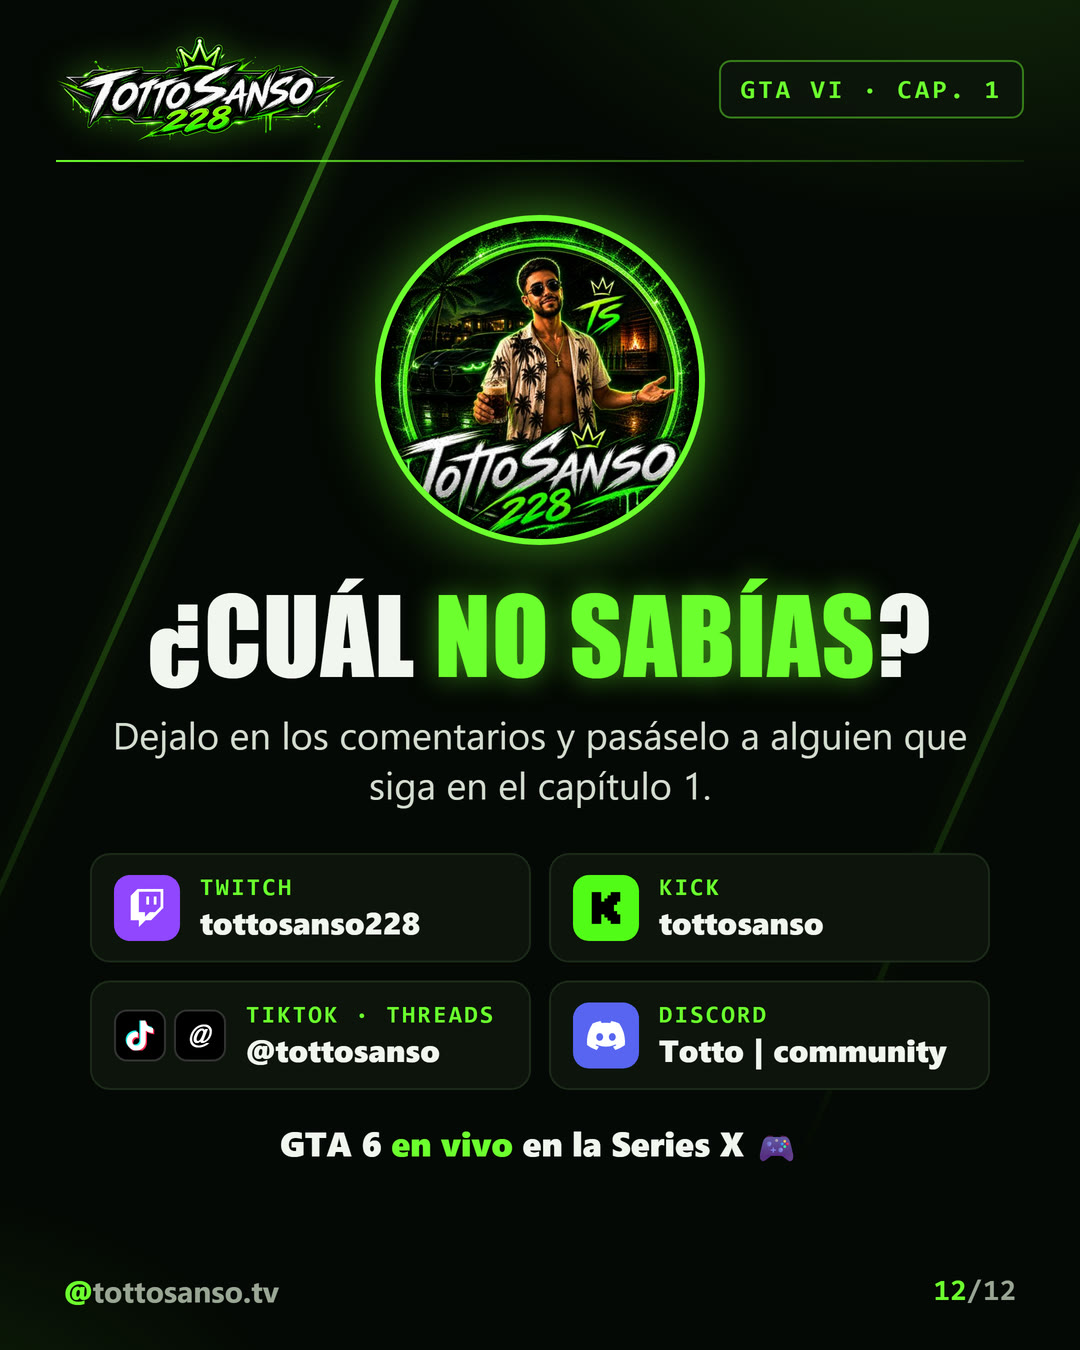 TOTTOSANSO
228
GTA VI · CAP. 1
TS
TOTTOSANSO
228
¿CUÁL NO SABÍAS?
Dejalo en los comentarios y pasáselo a alguien que
siga en el capítulo 1.
TWITCH
tottosanso228
KICK
tottosanso
TIKTOK · THREADS
@tottosanso
DISCORD
Totto | community
GTA 6 en vivo en la Series X 🎮
@tottosanso.tv
12/12